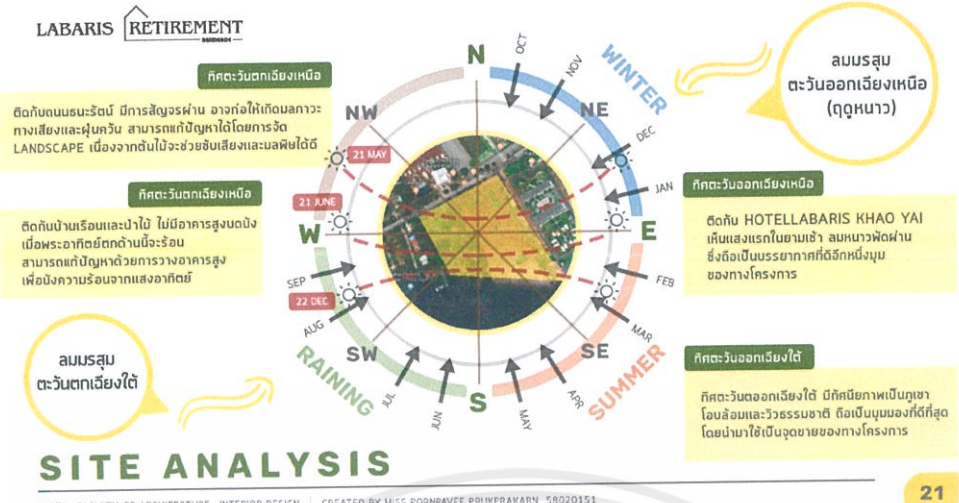 LABARIS RETIREMENT
ทิศตะวันตกเฉียงเหนือ
ติดกับถนนธนะรัตน์ มีการสัญจรผ่าน อาจก่อให้เกิดมลภาวะ
ทางเสียงและฝุ่นควัน สามารถแก้ปัญหาได้โดยการจัด
LANDSCAPE เนื่องจากต้นไม้จะช่วยซับเสียงและมลพิษได้ดี
ทิศตะวันตกเฉียงเหนือ
ติดกับบ้านเรือนและป่าไม้ ไม่มีอาคารสูงบดบัง
เมื่อพระอาทิตย์ตกด้านนี้จะร้อน
สามารถแก้ปัญหาด้วยการวางอาคารสูง
เพื่อบังความร้อนจากแสงอาทิตย์
ลมมรสุม
ตะวันตกเฉียงใต้
N
OCT
NOV
WINTER
NW
NE
DEC
21 MAY
JAN
21 JUNE
W
E
SEP
FEB
22 DEC
AUG
MAR
SW
SE
RAINING
JUL
JUN
S
MAY
APR
SUMMER
ลมมรสุม
ตะวันออกเฉียงเหนือ
(ฤดูหนาว)
ทิศตะวันออกเฉียงเหนือ
ติดกับ HOTELLABARIS KHAO YAI
เห็นแสงแรกในยามเช้า ลมหนาวพัดผ่าน
ซึ่งถือเป็นบรรยากาศที่ดีอีกหนึ่งมุม
ของทางโครงการ
ทิศตะวันออกเฉียงใต้
ทิศตะวันตออกเฉียงใต้ มีทัศนียภาพเป็นภูเขา
โอบล้อมและวิวธรรมชาติ ถือเป็นมุมมองที่ดีที่สุด
โดยนำมาใช้เป็นจุดขายของทางโครงการ
SITE ANALYSIS
21